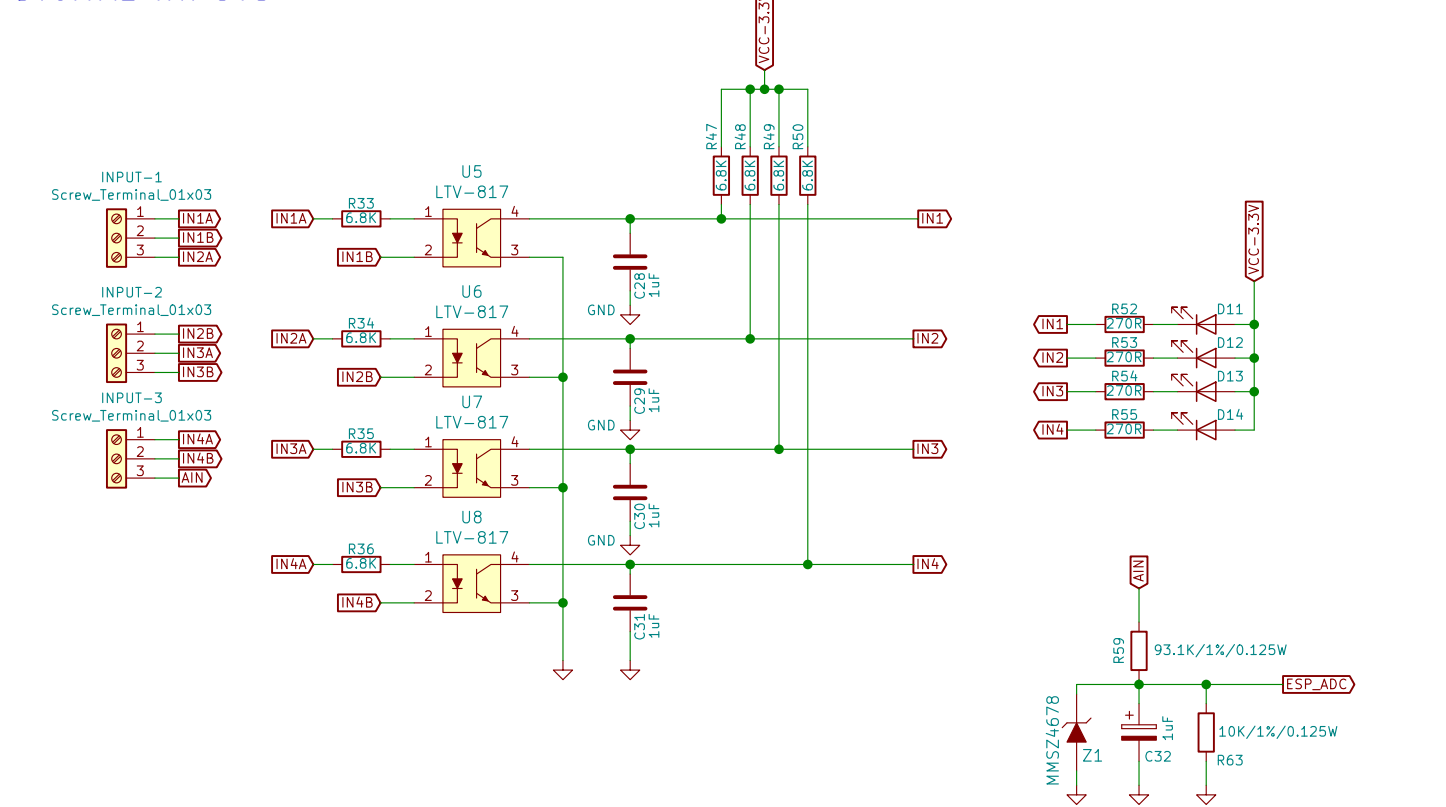 VCC-3.3V
R47
R48
R49
R50
6.8K
6.8K
6.8K
6.8K
INPUT-1
Screw_Terminal_01x03
1
IN1A
2
IN1B
3
IN2A
INPUT-2
Screw_Terminal_01x03
1
IN2B
2
IN3A
3
IN3B
INPUT-3
Screw_Terminal_01x03
1
IN4A
2
IN4B
3
AIN
U5
LTV-817
IN1A
R33
6.8K
1
4
IN1
IN1B
2
3
C28
1uF
GND
U6
LTV-817
IN2A
R34
6.8K
1
4
IN2
IN2B
2
3
C29
1uF
GND
U7
LTV-817
IN3A
R35
6.8K
1
4
IN3
IN3B
2
3
C30
1uF
GND
U8
LTV-817
IN4A
R36
6.8K
1
4
IN4
IN4B
2
3
C31
1uF
VCC-3.3V
IN1
R52
270R
D11
IN2
R53
270R
D12
IN3
R54
270R
D13
IN4
R55
270R
D14
AIN
R59
93.1K/1%/0.125W
ESP_ADC
MMSZ4678
Z1
+
1uF
C32
10K/1%/0.125W
R63